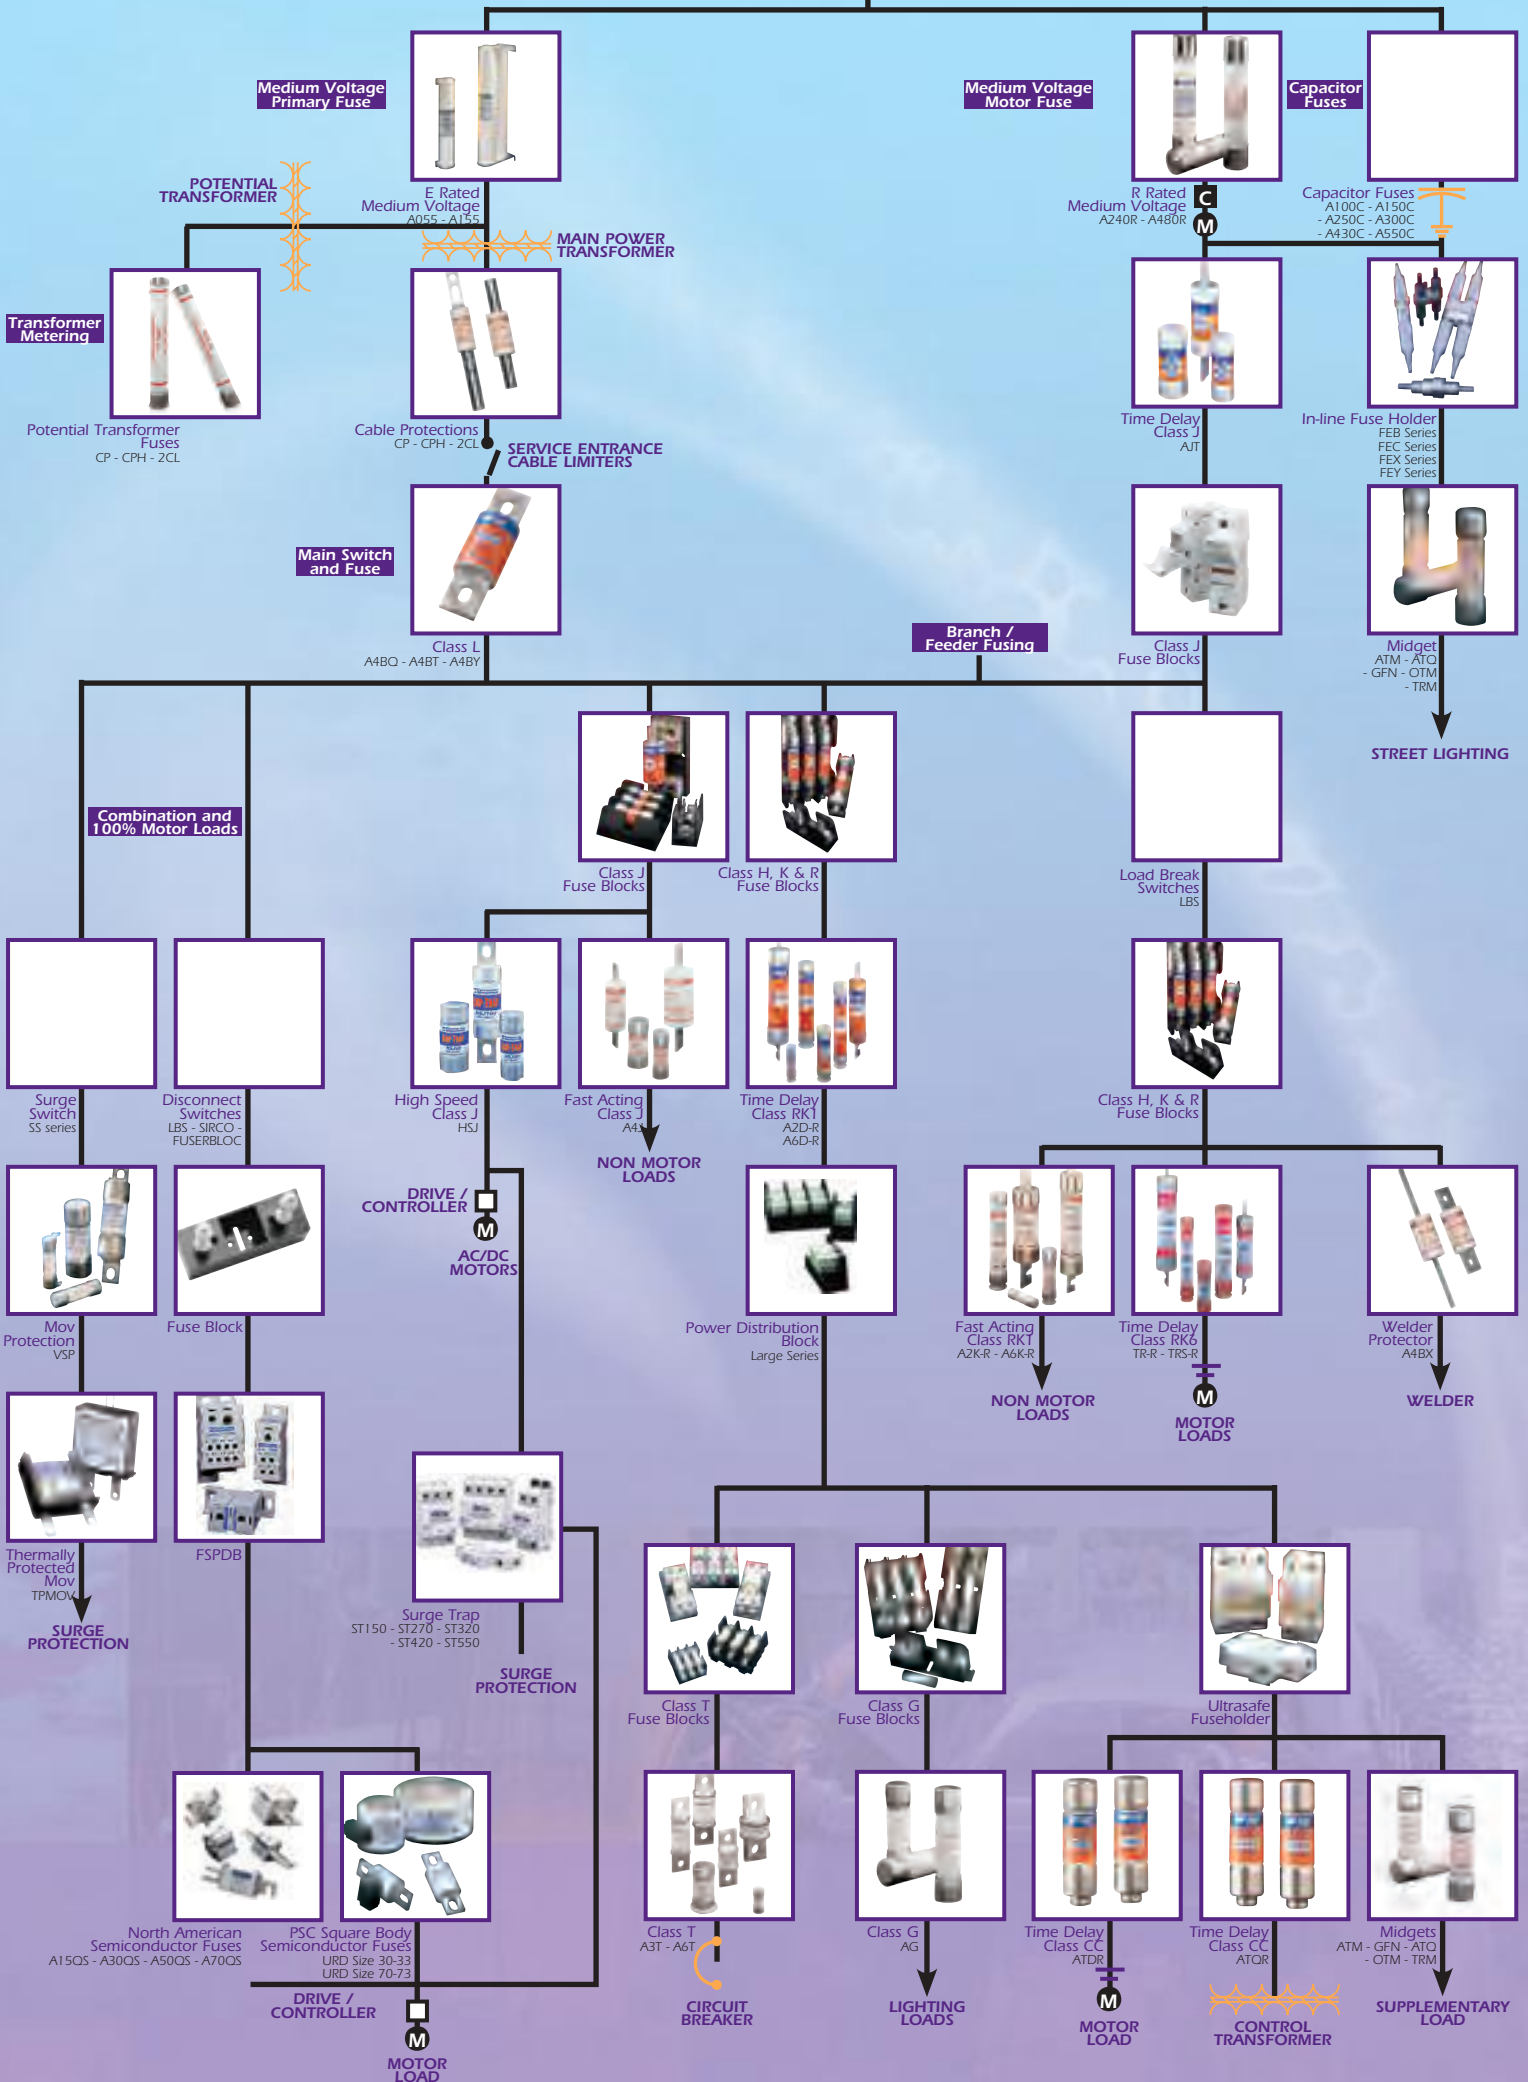 Medium Voltage
Primary Fuse
Medium Voltage
Motor Fuse
Capacitor
Fuses
POTENTIAL
TRANSFORMER
E Rated
Medium Voltage
A055 - A155
MAIN POWER
TRANSFORMER
R Rated
Medium Voltage
A240R - A480R
C
M
Capacitor Fuses
A100C - A150C
- A250C - A300C
- A430C - A550C
Transformer
Metering
Potential Transformer
Fuses
CP - CPH - 2CL
Cable Protections
CP - CPH - 2CL
SERVICE ENTRANCE
CABLE LIMITERS
Time Delay
Class J
AJT
In-line Fuse Holder
FEB Series
FEC Series
FEX Series
FEY Series
Main Switch
and Fuse
Class L
A4BQ - A4BT - A4BY
Branch /
Feeder Fusing
Class J
Fuse Blocks
Midget
ATM - ATQ
- GFN - OTM
- TRM
STREET LIGHTING
Combination and
100% Motor Loads
Class J
Fuse Blocks
Class H, K & R
Fuse Blocks
Load Break
Switches
LBS
Surge
Switch
SS series
Disconnect
Switches
LBS - SIRCO -
FUSERBLOC
High Speed
Class J
HSJ
Fast Acting
Class J
A4J
NON MOTOR
LOADS
Time Delay
Class RK1
A2D-R
A6D-R
Class H, K & R
Fuse Blocks
DRIVE /
CONTROLLER
M
AC/DC
MOTORS
Mov
Protection
VSP
Fuse Block
Power Distribution
Block
Large Series
Fast Acting
Class RK1
A2K-R - A6K-R
NON MOTOR
LOADS
Time Delay
Class RK6
TR-R - TRS-R
M
MOTOR
LOADS
Welder
Protector
A4BX
WELDER
Thermally
Protected
Mov
TPMOV
SURGE
PROTECTION
FSPDB
Surge Trap
ST150 - ST270 - ST320
- ST420 - ST550
SURGE
PROTECTION
Class T
Fuse Blocks
Class G
Fuse Blocks
Ultrasafe
Fuseholder
North American
Semiconductor Fuses
A15QS - A30QS - A50QS - A70QS
PSC Square Body
Semiconductor Fuses
URD Size 30-33
URD Size 70-73
DRIVE /
CONTROLLER
M
MOTOR
LOAD
Class T
A3T - A6T
CIRCUIT
BREAKER
Class G
AG
LIGHTING
LOADS
Time Delay
Class CC
ATDR
M
MOTOR
LOAD
Time Delay
Class CC
ATQR
CONTROL
TRANSFORMER
Midgets
ATM - GFN - ATQ
- OTM - TRM
SUPPLEMENTARY
LOAD